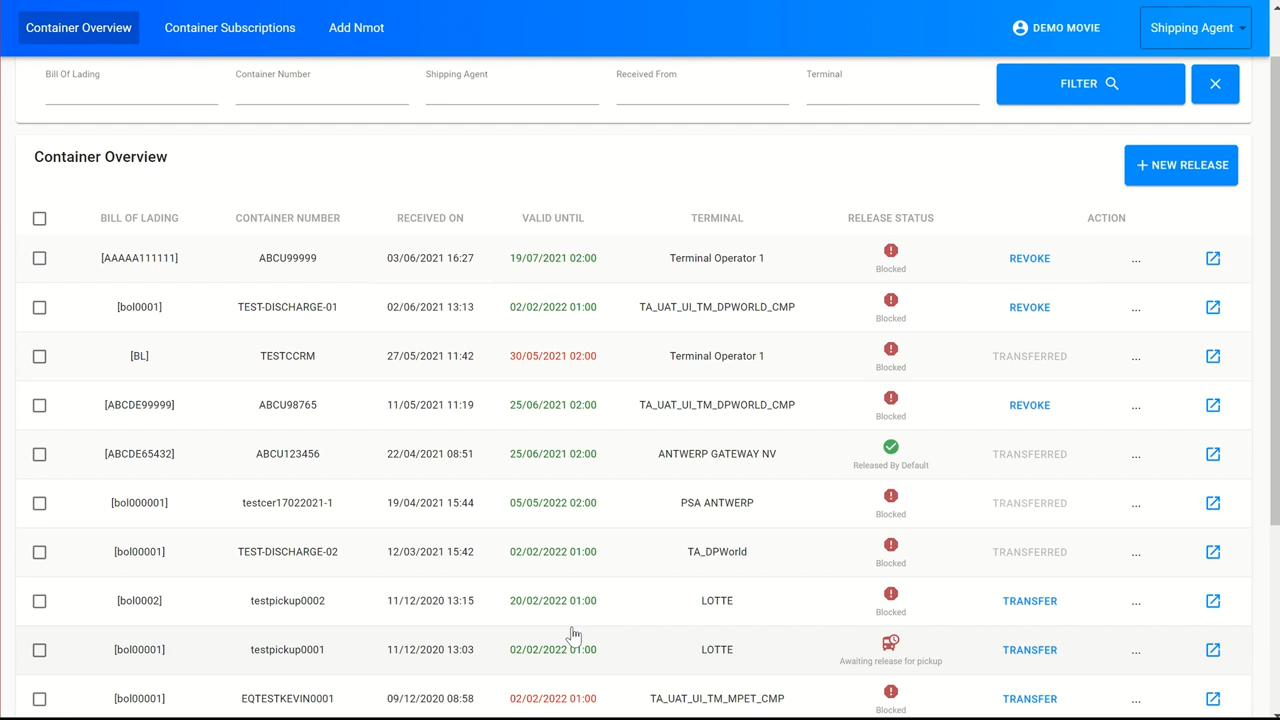 Container Overview Container Subscriptions Add Nmot DEMO MOVIE Shipping Agent
Bill Of Lading Container Number Shipping Agent Received From Terminal FILTER
Container Overview
+ NEW RELEASE
BILL OF LADING CONTAINER NUMBER RECEIVED ON VALID UNTIL TERMINAL RELEASE STATUS ACTION
[AAAAA111111] ABCU99999 03/06/2021 16:27 19/07/2021 02:00 Terminal Operator 1 Blocked REVOKE ...
[bol0001] TEST-DISCHARGE-01 02/06/2021 13:13 02/02/2022 01:00 TA_UAT_UI_TM_DPWORLD_CMP Blocked REVOKE ...
[BL] TESTCCRM 27/05/2021 11:42 30/05/2021 02:00 Terminal Operator 1 Blocked TRANSFERRED ...
[ABCDE99999] ABCU98765 11/05/2021 11:19 25/06/2021 02:00 TA_UAT_UI_TM_DPWORLD_CMP Blocked REVOKE ...
[ABCDE65432] ABCU123456 22/04/2021 08:51 25/06/2021 02:00 ANTWERP GATEWAY NV Released By Default TRANSFERRED ...
[bol000001] testcer17022021-1 19/04/2021 15:44 05/05/2022 02:00 PSA ANTWERP Blocked TRANSFERRED ...
[bol00001] TEST-DISCHARGE-02 12/03/2021 15:42 02/02/2022 01:00 TA_DPWorld Blocked TRANSFERRED ...
[bol0002] testpickup0002 11/12/2020 13:15 20/02/2022 01:00 LOTTE Blocked TRANSFER ...
[bol00001] testpickup0001 11/12/2020 13:03 02/02/2022 01:00 LOTTE Awaiting release for pickup TRANSFER ...
[bol00001] EQTESTKEVIN0001 09/12/2020 08:58 02/02/2022 01:00 TA_UAT_UI_TM_MPET_CMP Blocked TRANSFER ...